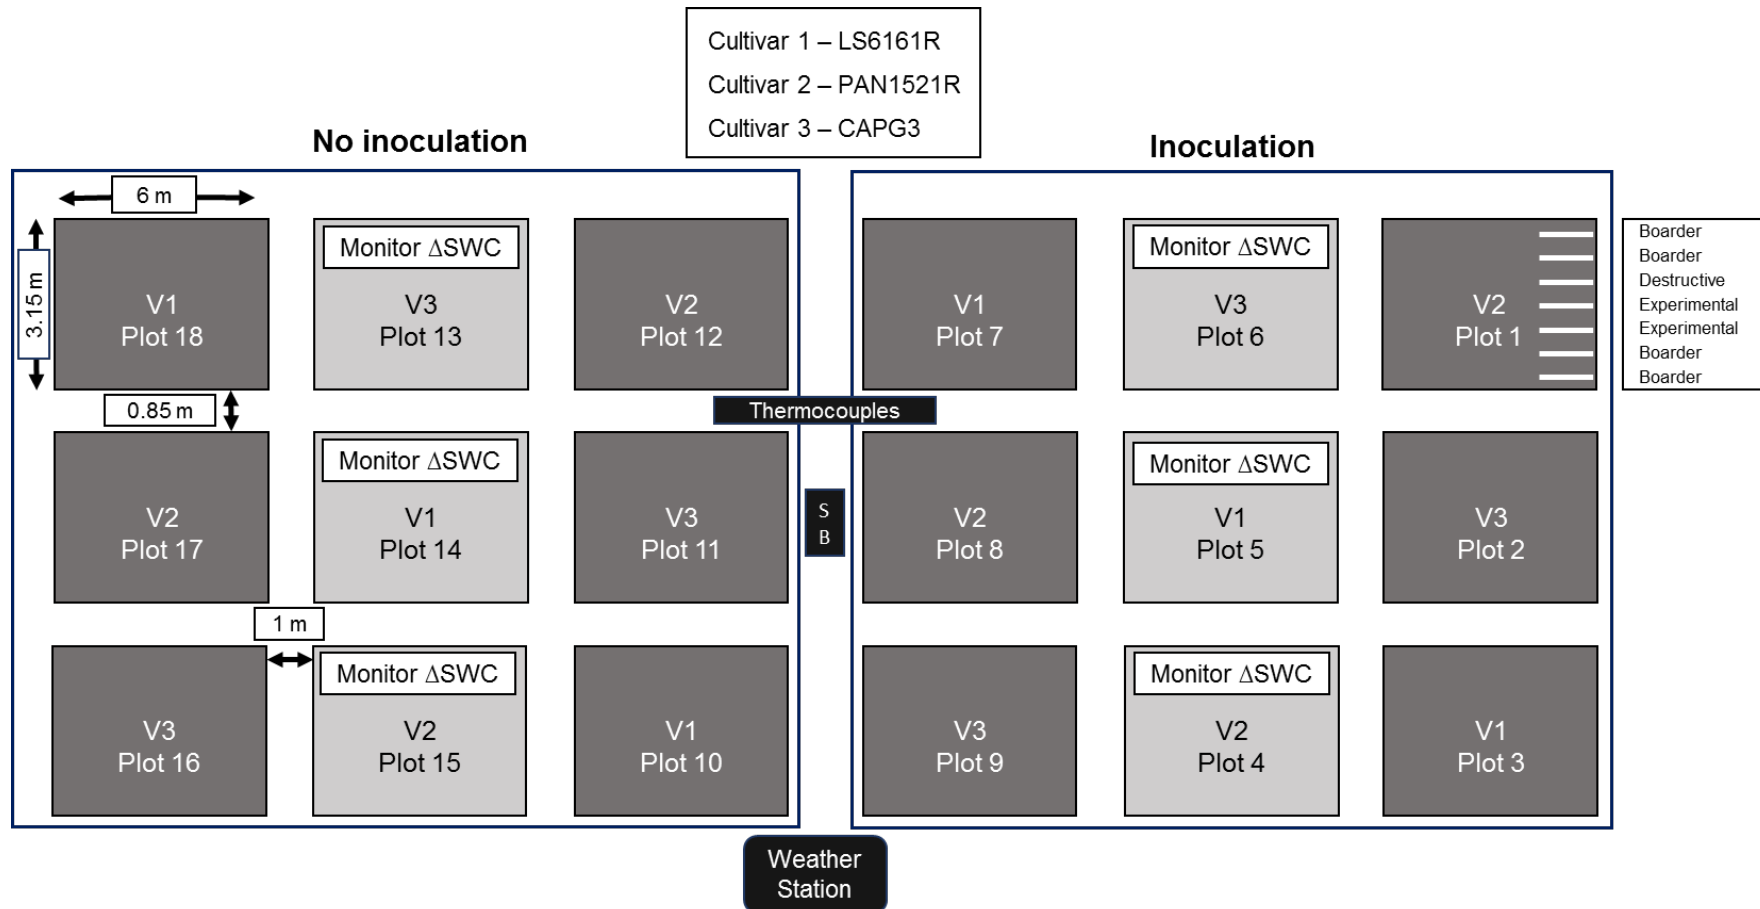 Cultivar 1 – LS6161R
Cultivar 2 – PAN1521R
Cultivar 3 – CAPG3
No inoculation
Inoculation
6 m
3.15 m
0.85 m
1 m
V1
Plot 18
Monitor ΔSWC
V3
Plot 13
V2
Plot 12
V2
Plot 17
Monitor ΔSWC
V1
Plot 14
V3
Plot 11
V3
Plot 16
Monitor ΔSWC
V2
Plot 15
V1
Plot 10
Thermocouples
S
B
V1
Plot 7
Monitor ΔSWC
V3
Plot 6
V2
Plot 1
Boarder
Boarder
Destructive
Experimental
Experimental
Boarder
Boarder
V2
Plot 8
Monitor ΔSWC
V1
Plot 5
V3
Plot 2
V3
Plot 9
Monitor ΔSWC
V2
Plot 4
V1
Plot 3
Weather
Station